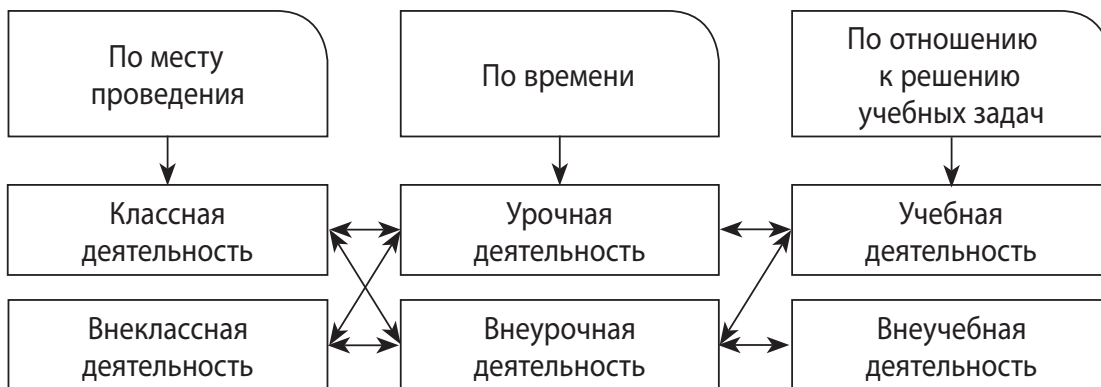 По месту
проведения
По времени
По отношению
к решению
учебных задач
Классная
деятельность
Урочная
деятельность
Учебная
деятельность
Внеклассная
деятельность
Внеурочная
деятельность
Внеучебная
деятельность